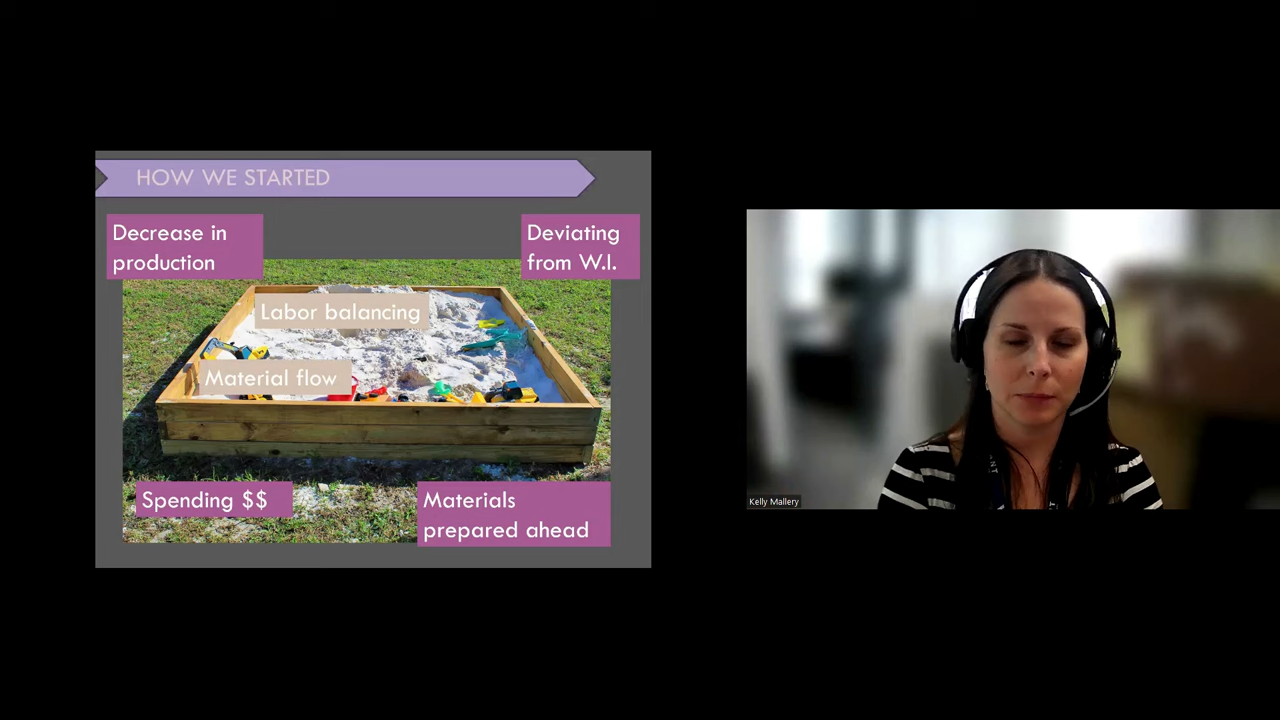 HOW WE STARTED
Decrease in
production
Deviating
from W.I.
Labor balancing
Material flow
Spending $$
Materials
prepared ahead
Kelly Mallery